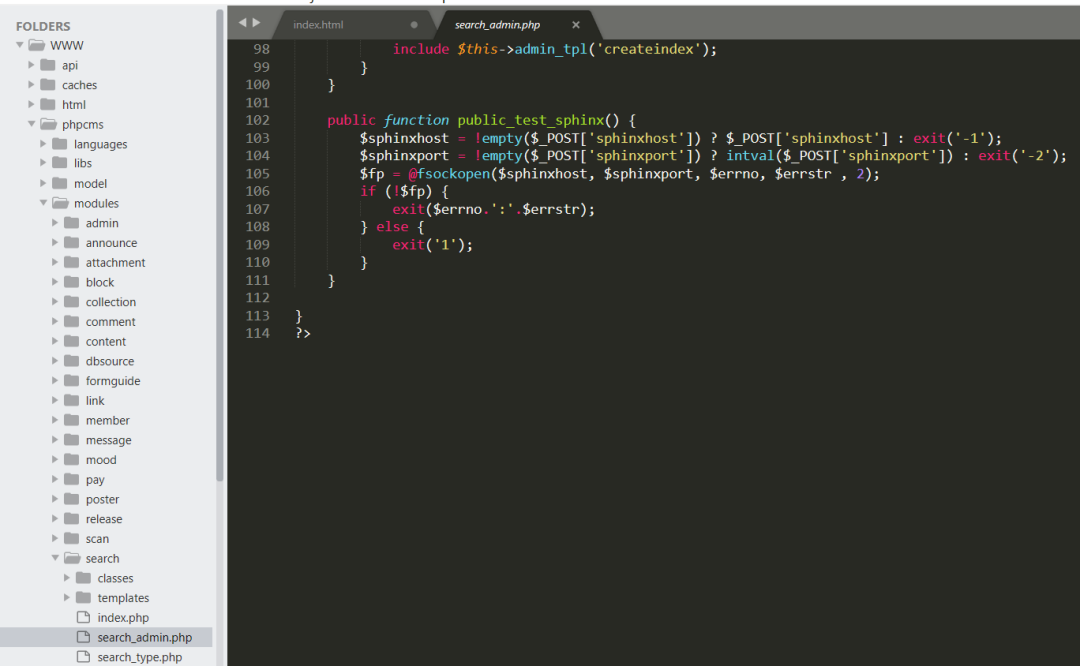 FOLDERS
WWW
api
caches
html
phpcms
languages
libs
model
modules
admin
announce
attachment
block
collection
comment
content
dbsource
formguide
link
member
message
mood
pay
poster
release
scan
search
classes
templates
index.php
search_admin.php
search_type.php
index.html
search_admin.php ×
98 include $this->admin_tpl('createindex');
99 }
100 }
101
102 public function public_test_sphinx() {
103 $sphinxhost = !empty($_POST['sphinxhost']) ? $_POST['sphinxhost'] : exit('-1');
104 $sphinxport = !empty($_POST['sphinxport']) ? intval($_POST['sphinxport']) : exit('-2');
105 $fp = @fsockopen($sphinxhost, $sphinxport, $errno, $errstr , 2);
106 if (!$fp) {
107 exit($errno.':'.$errstr);
108 } else {
109 exit('1');
110 }
111 }
112
113 }
114 ?>